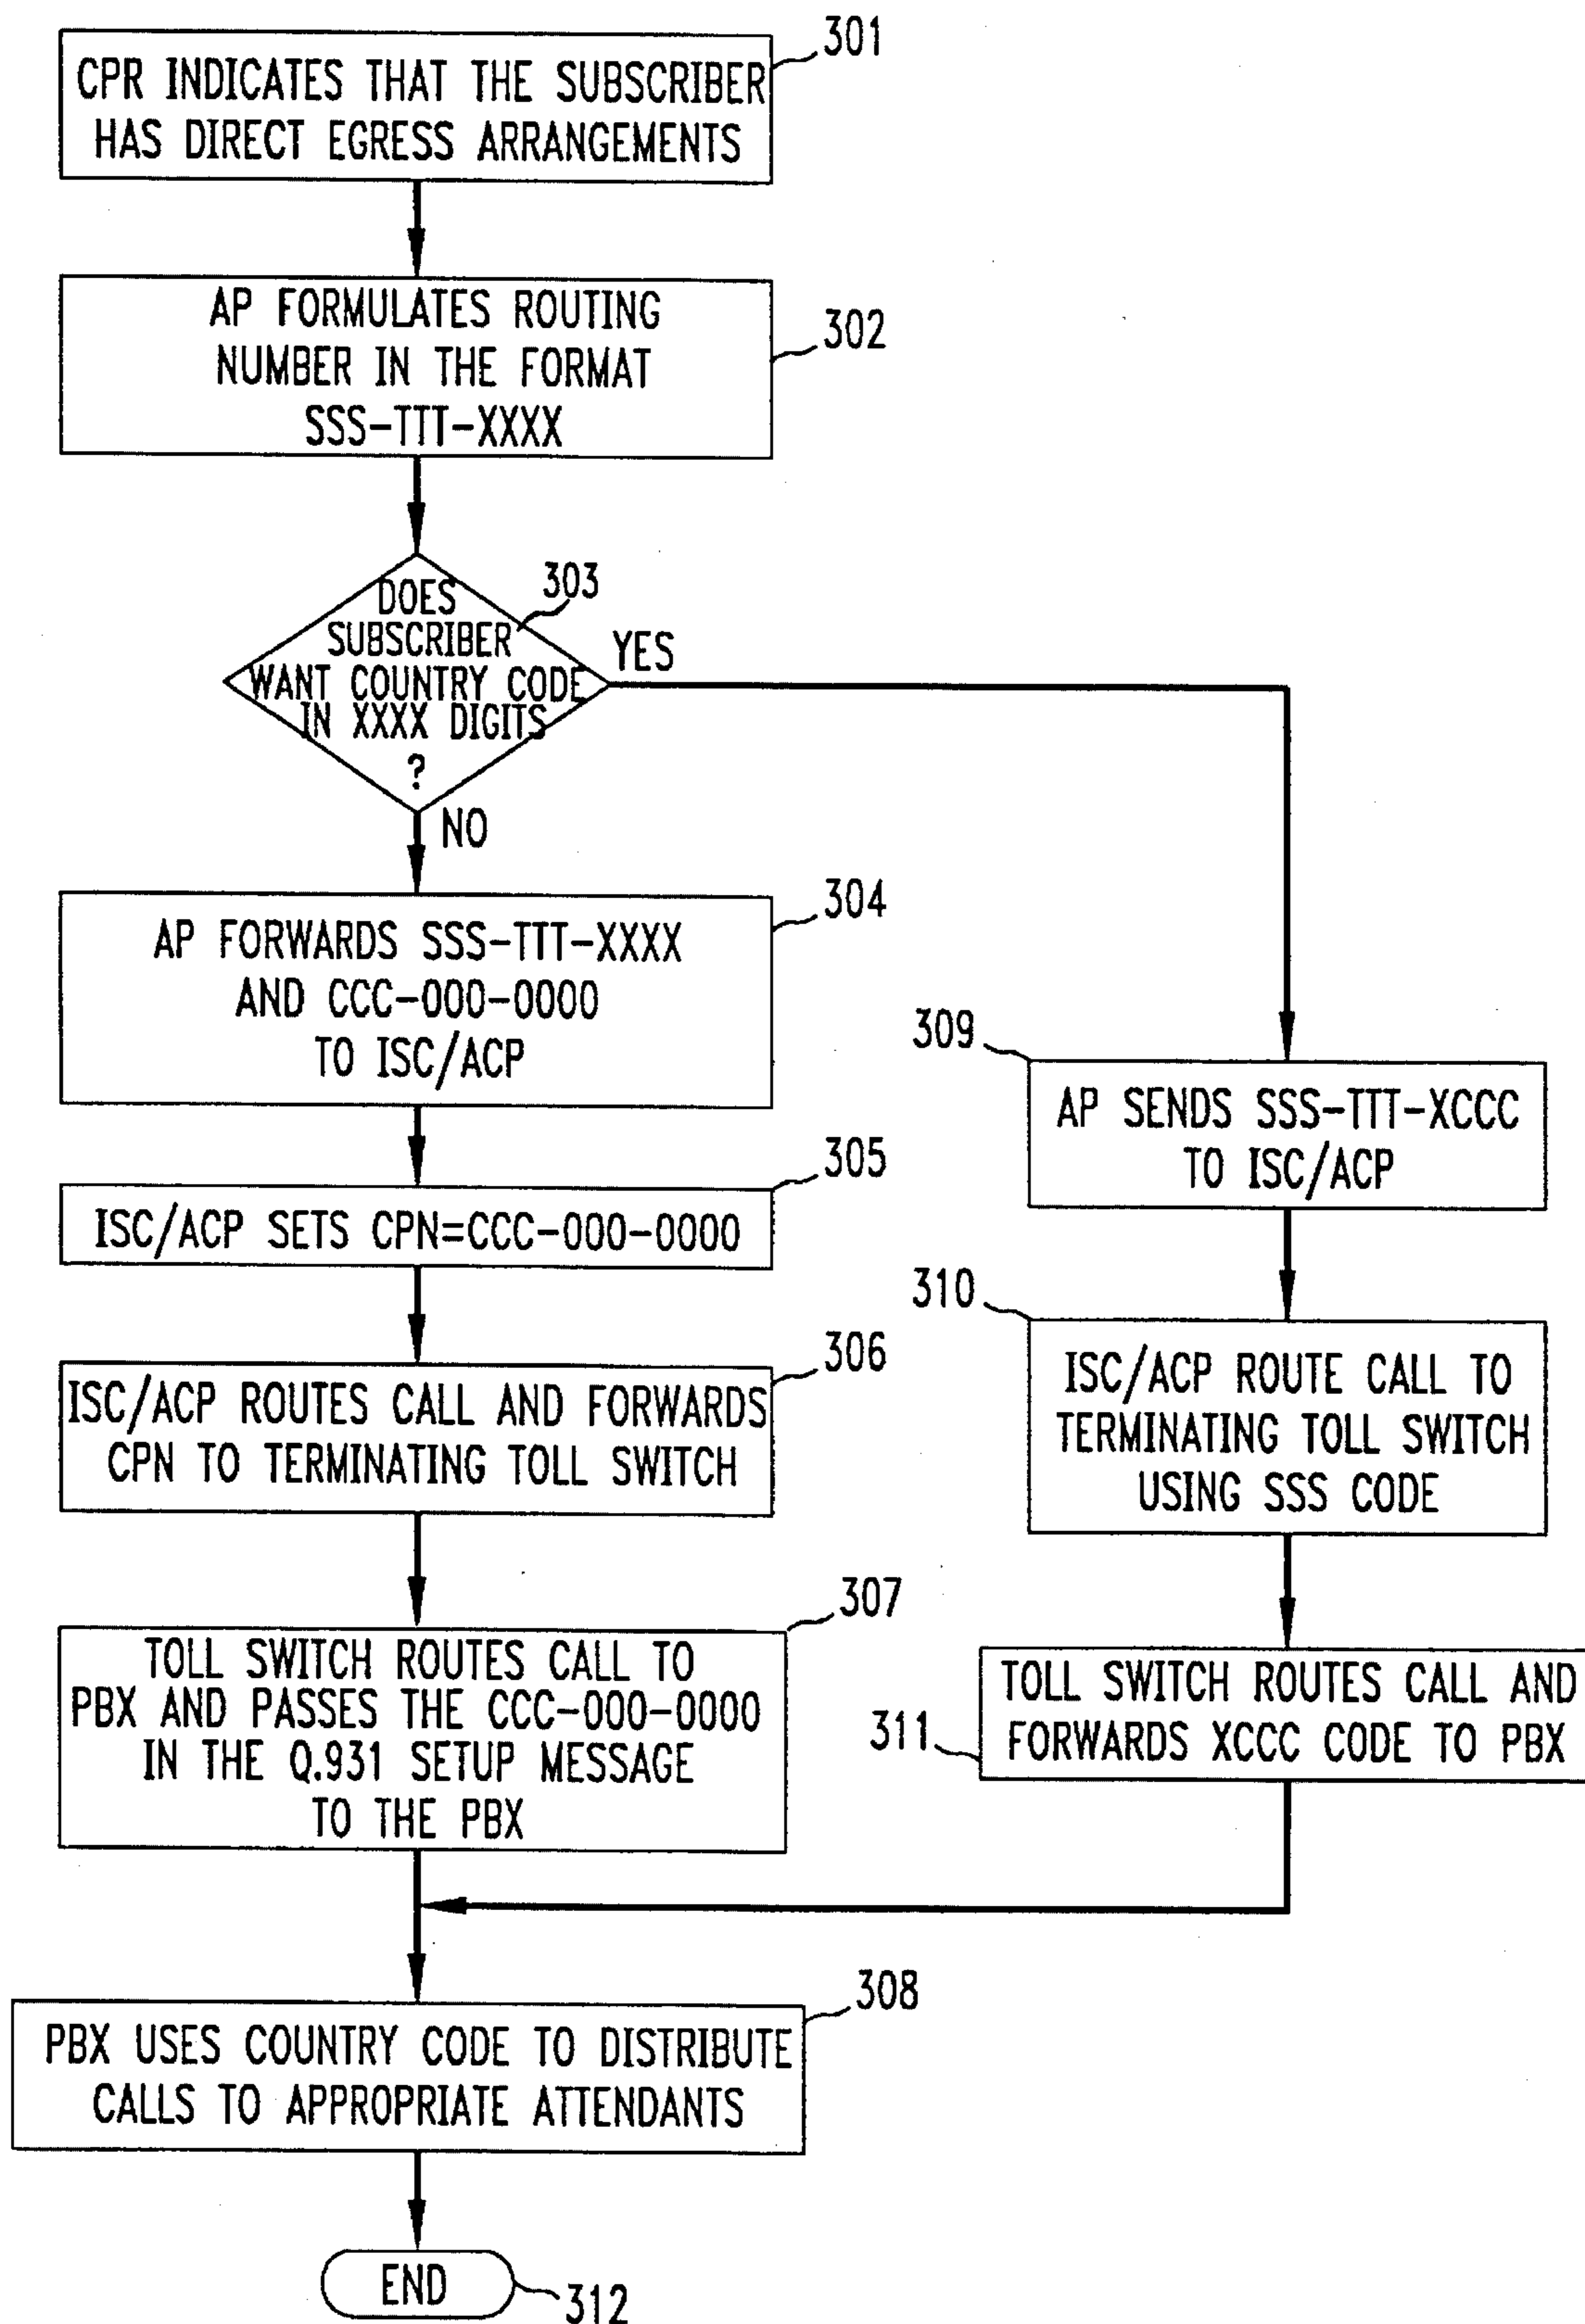 301
CPR INDICATES THAT THE SUBSCRIBER
HAS DIRECT EGRESS ARRANGEMENTS
302
AP FORMULATES ROUTING
NUMBER IN THE FORMAT
SSS-TTT-XXXX
303
DOES
SUBSCRIBER
WANT COUNTRY CODE
IN XXXX DIGITS
?
YES
NO
304
AP FORWARDS SSS-TTT-XXXX
AND CCC-000-0000
TO ISC/ACP
305
ISC/ACP SETS CPN=CCC-000-0000
306
ISC/ACP ROUTES CALL AND FORWARDS
CPN TO TERMINATING TOLL SWITCH
307
TOLL SWITCH ROUTES CALL TO
PBX AND PASSES THE CCC-000-0000
IN THE Q.931 SETUP MESSAGE
TO THE PBX
309
AP SENDS SSS-TTT-XCCC
TO ISC/ACP
310
ISC/ACP ROUTE CALL TO
TERMINATING TOLL SWITCH
USING SSS CODE
311
TOLL SWITCH ROUTES CALL AND
FORWARDS XCCC CODE TO PBX
308
PBX USES COUNTRY CODE TO DISTRIBUTE
CALLS TO APPROPRIATE ATTENDANTS
END
312